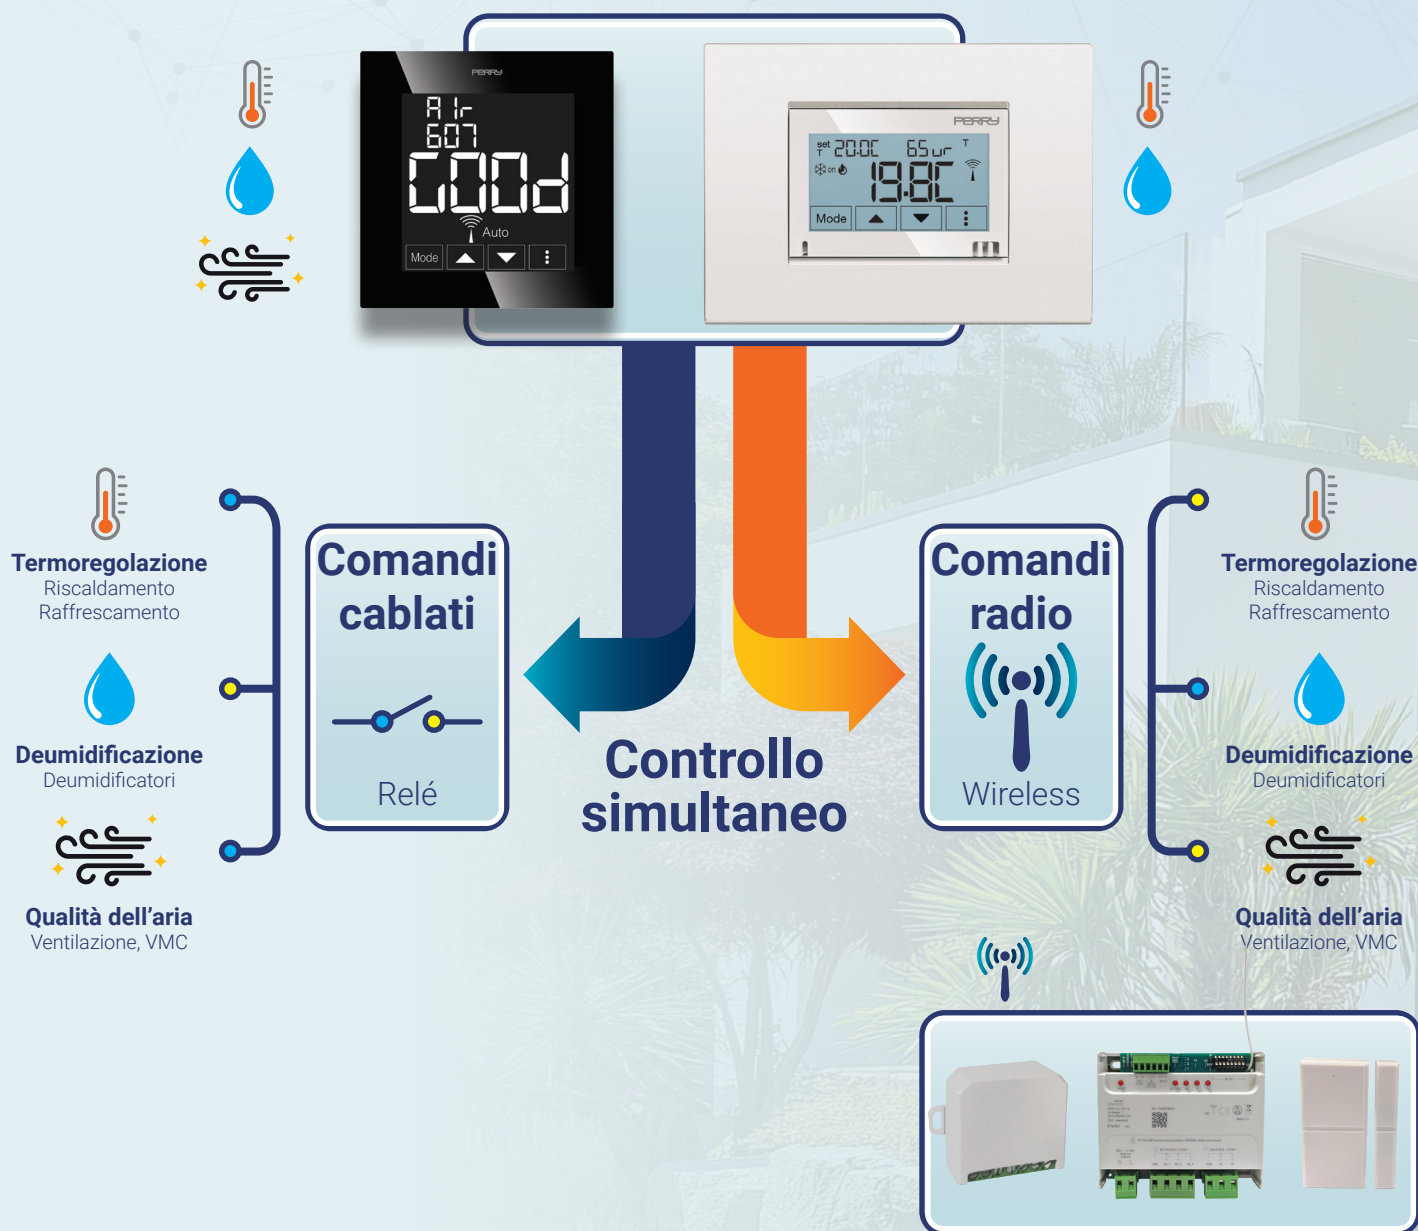 PERRY
AIr
607
GOOd
Auto
Mode
PERRY
set
T
20.0C
65ur
T
on
19.8C
Mode
Comandi
cablati
Relé
Comandi
radio
Wireless
Controllo
simultaneo
Termoregolazione
Riscaldamento
Raffrescamento
Deumidificazione
Deumidificatori
Qualità dell'aria
Ventilazione, VMC
Termoregolazione
Riscaldamento
Raffrescamento
Deumidificazione
Deumidificatori
Qualità dell'aria
Ventilazione, VMC